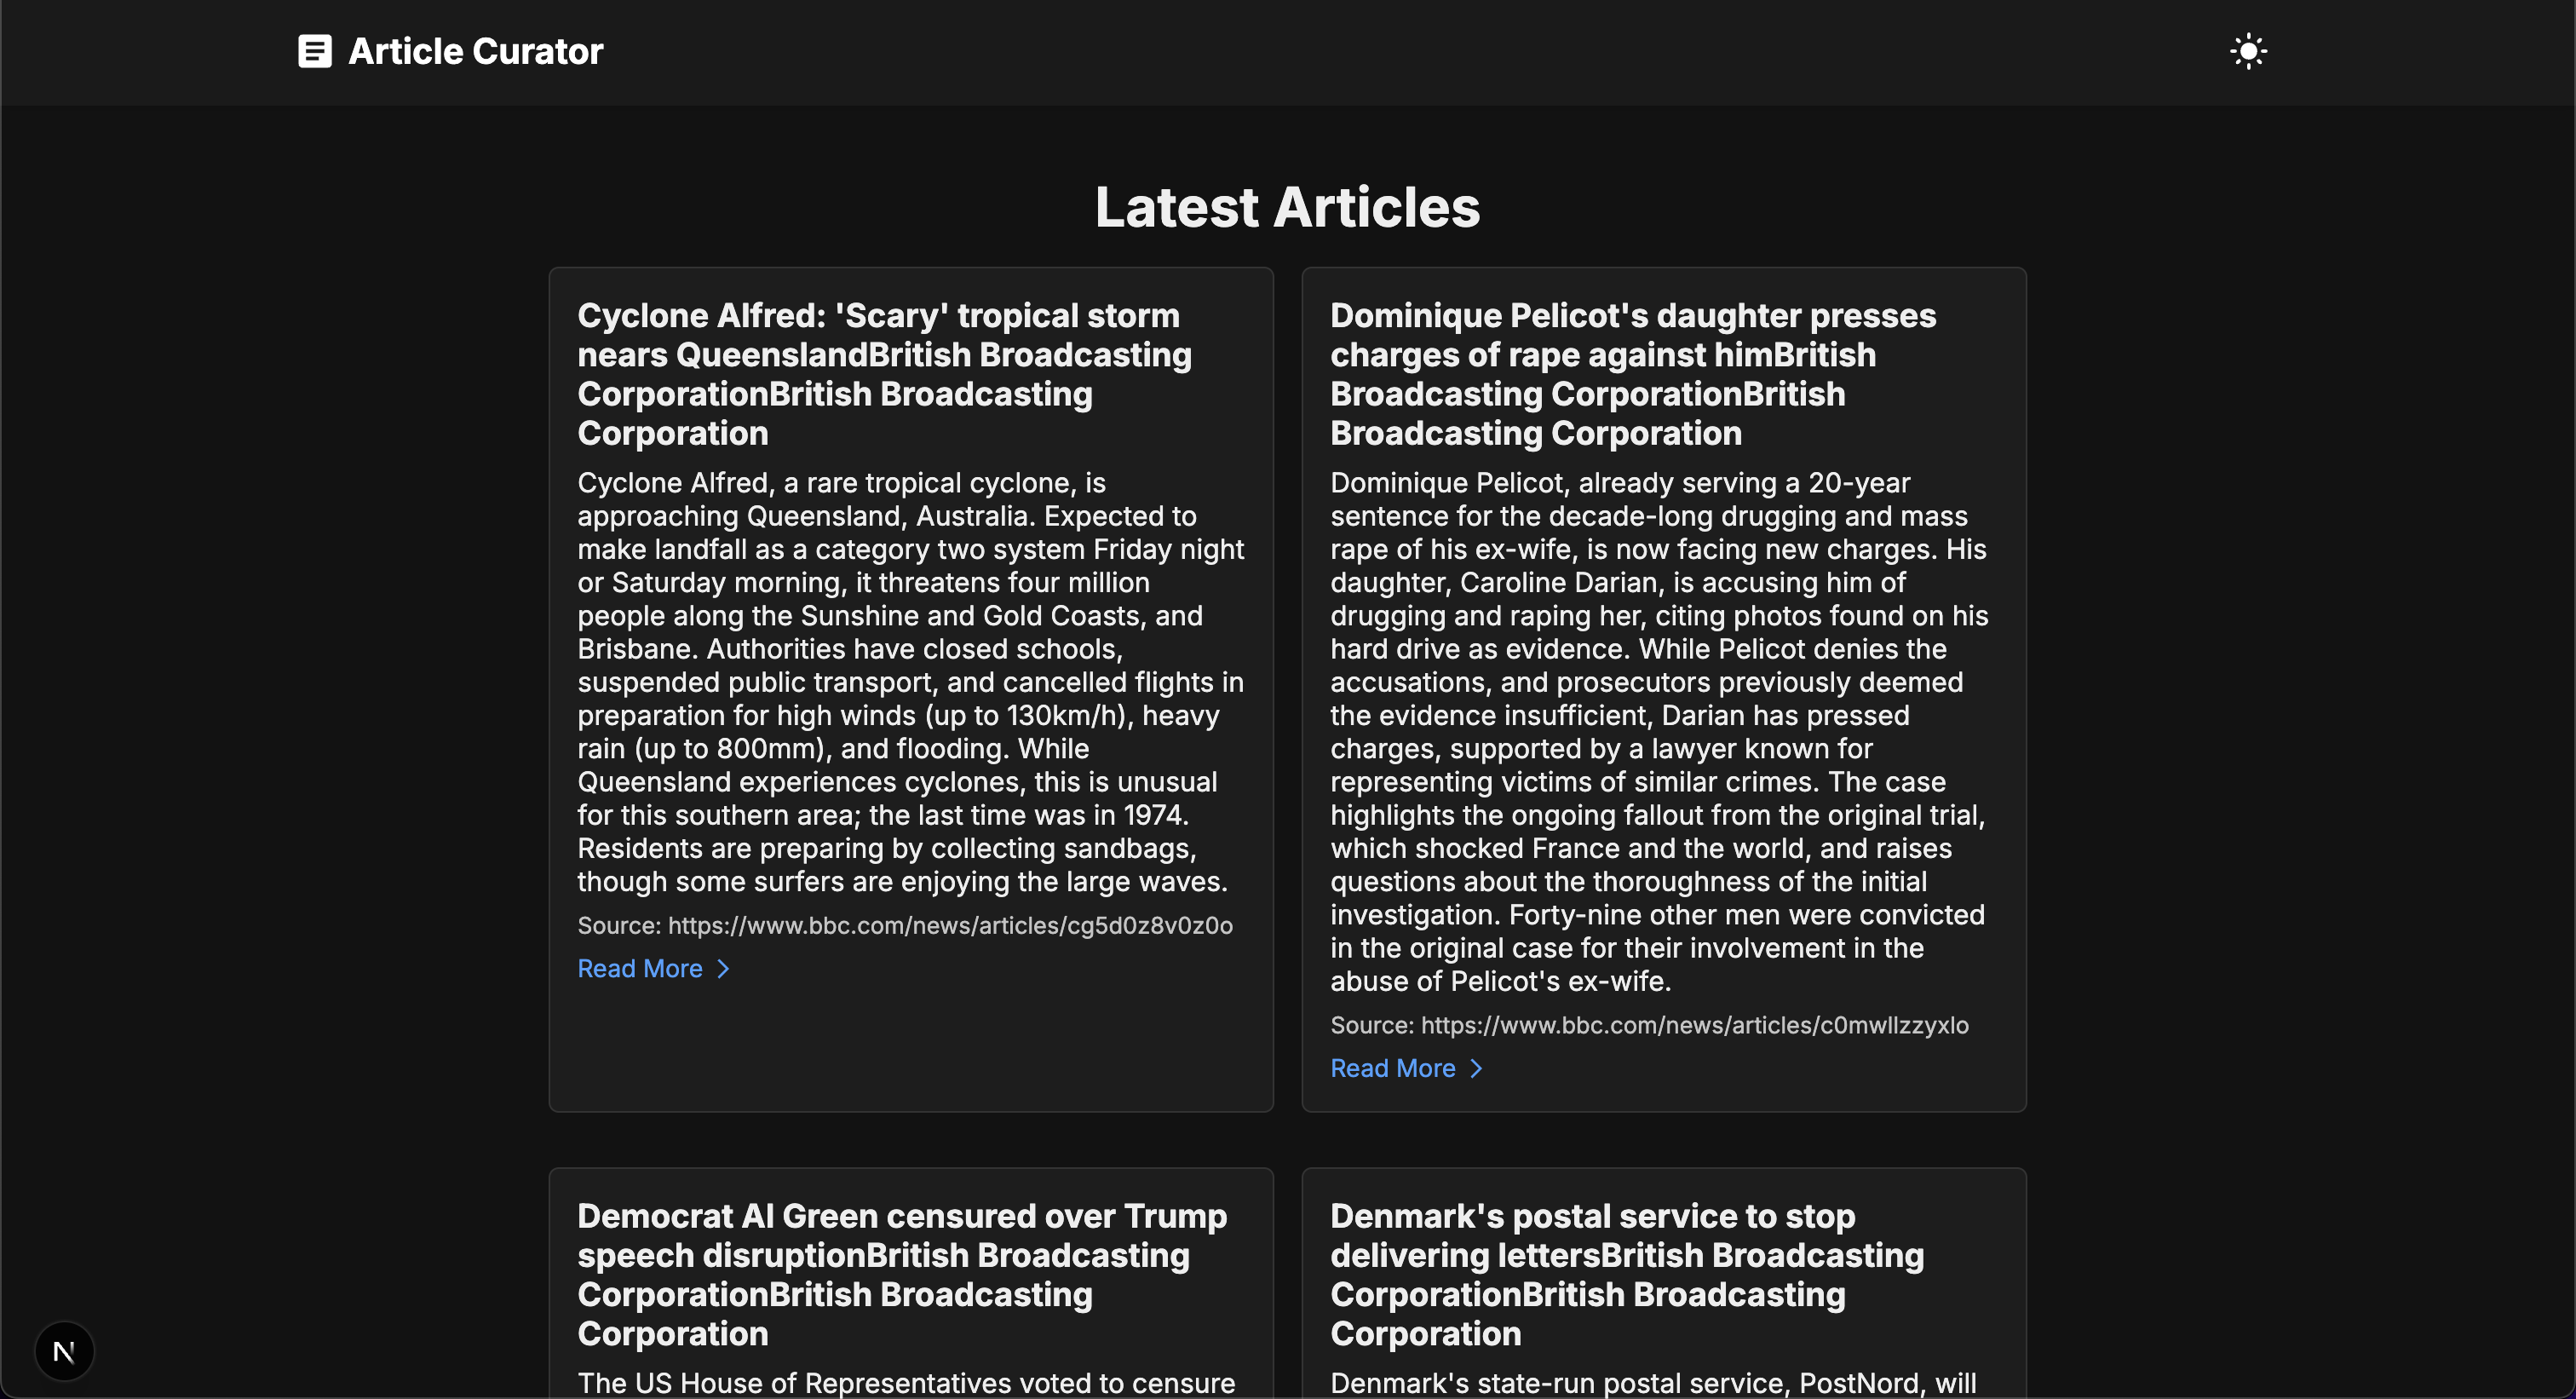 Article Curator
Latest Articles
Cyclone Alfred: 'Scary' tropical storm
nears QueenslandBritish Broadcasting
CorporationBritish Broadcasting
Corporation
Cyclone Alfred, a rare tropical cyclone, is
approaching Queensland, Australia. Expected to
make landfall as a category two system Friday night
or Saturday morning, it threatens four million
people along the Sunshine and Gold Coasts, and
Brisbane. Authorities have closed schools,
suspended public transport, and cancelled flights in
preparation for high winds (up to 130km/h), heavy
rain (up to 800mm), and flooding. While
Queensland experiences cyclones, this is unusual
for this southern area; the last time was in 1974.
Residents are preparing by collecting sandbags,
though some surfers are enjoying the large waves.
Source: https://www.bbc.com/news/articles/cg5d0z8v0z0o
Read More
Dominique Pelicot's daughter presses
charges of rape against himBritish
Broadcasting CorporationBritish
Broadcasting Corporation
Dominique Pelicot, already serving a 20-year
sentence for the decade-long drugging and mass
rape of his ex-wife, is now facing new charges. His
daughter, Caroline Darian, is accusing him of
drugging and raping her, citing photos found on his
hard drive as evidence. While Pelicot denies the
accusations, and prosecutors previously deemed
the evidence insufficient, Darian has pressed
charges, supported by a lawyer known for
representing victims of similar crimes. The case
highlights the ongoing fallout from the original trial,
which shocked France and the world, and raises
questions about the thoroughness of the initial
investigation. Forty-nine other men were convicted
in the original case for their involvement in the
abuse of Pelicot's ex-wife.
Source: https://www.bbc.com/news/articles/c0mwllzzyxlo
Read More
Democrat Al Green censured over Trump
speech disruptionBritish Broadcasting
CorporationBritish Broadcasting
Corporation
The US House of Representatives voted to censure
Denmark's postal service to stop
delivering lettersBritish Broadcasting
CorporationBritish Broadcasting
Corporation
Denmark's state-run postal service, PostNord, will
N